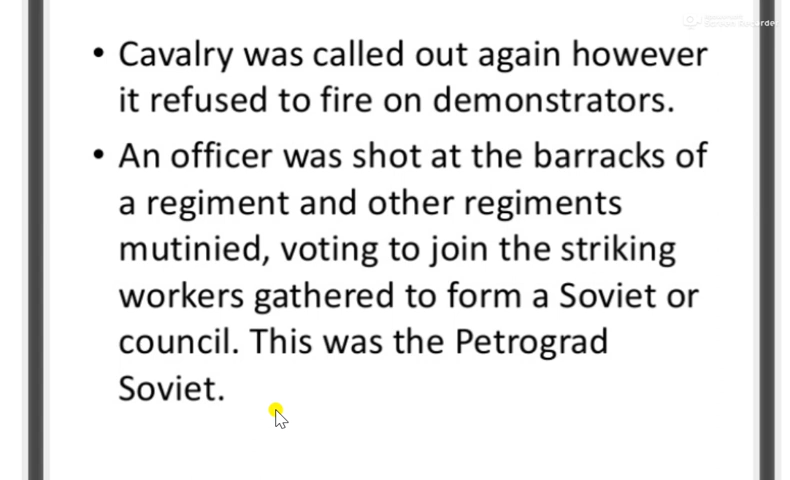 Screen Recorder
• Cavalry was called out again however
it refused to fire on demonstrators.
• An officer was shot at the barracks of
a regiment and other regiments
mutinied, voting to join the striking
workers gathered to form a Soviet or
council. This was the Petrograd
Soviet.